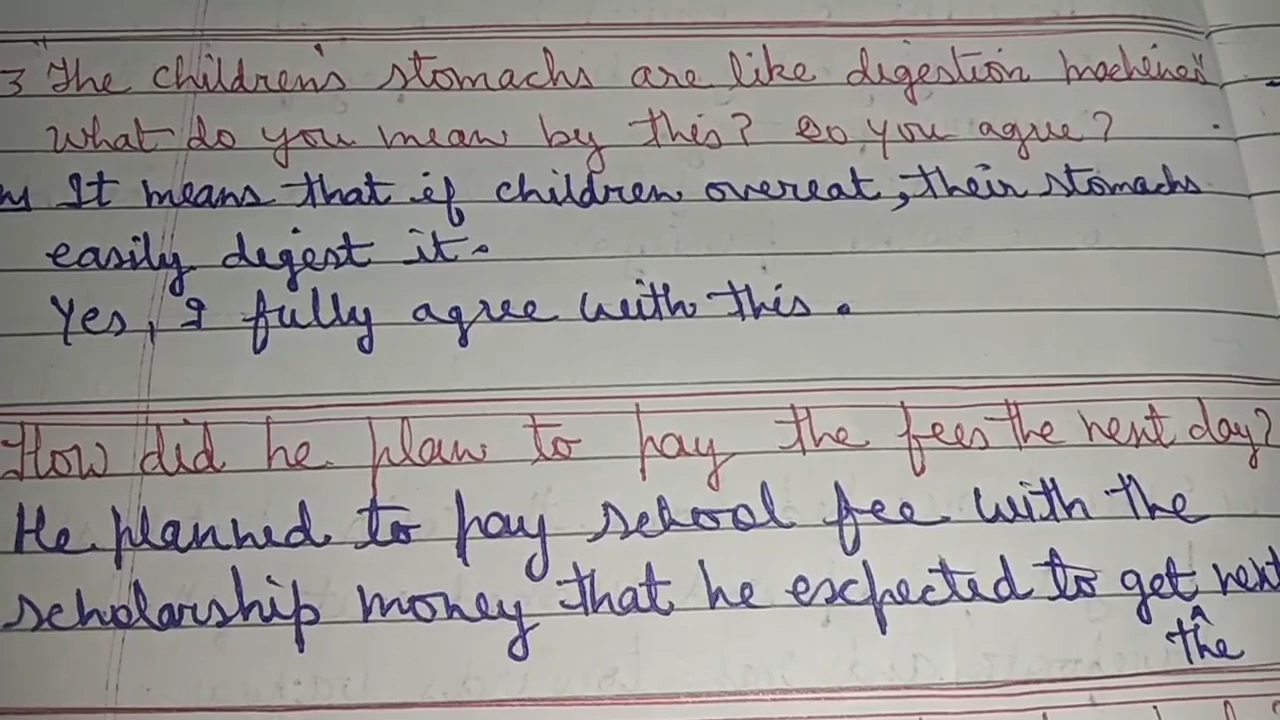 3 "The children's stomachs are like digestion machines"
What do you mean by this? Do you ague?
It means that if children overeat, their stomachs
easily digest it.
Yes, I fully agree with this.
How did he plan to pay the fees the next day?
He planned to pay school fee with the
scholarship money that he expected to get next
^
the